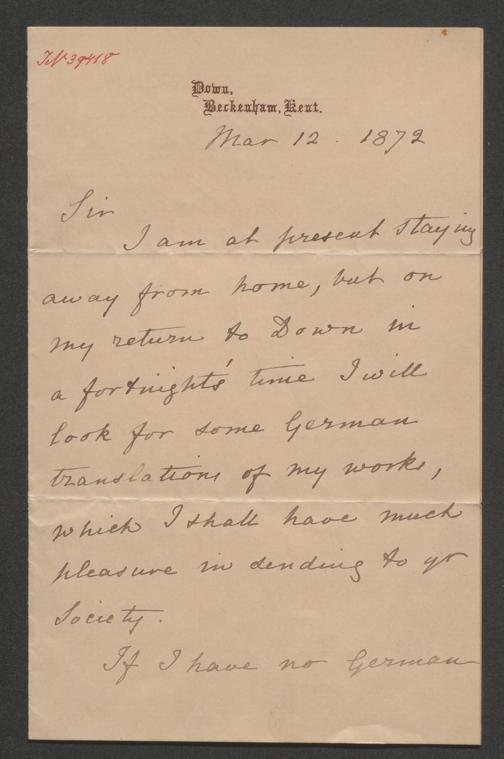 I.N. 39418
Down,
Beckenham, Kent.
Mar 12. 1872
Sir
I am at present staying
away from home, but on
my return to Down in
a fortnight's time I will
look for some German
translations of my works,
which I shall have much
pleasure in sending to yr
Society.
If I have no German